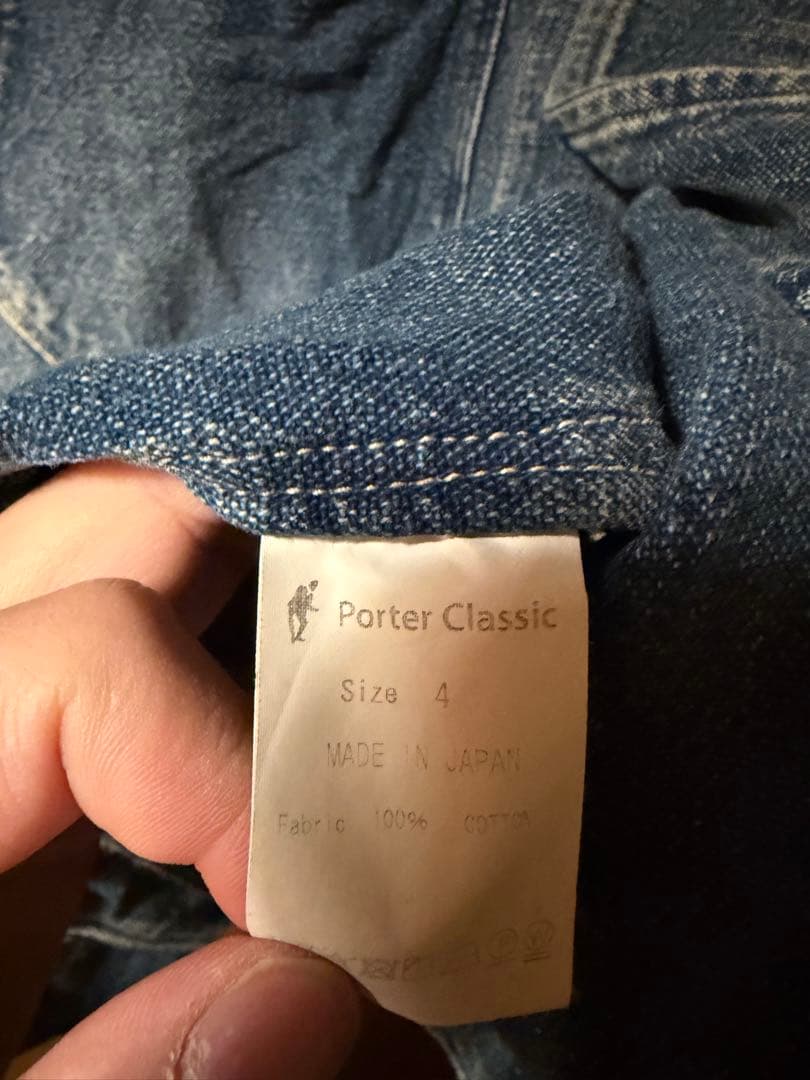 Porter Classic
Size 4
MADE IN JAPAN
Fabric 100% COTTON